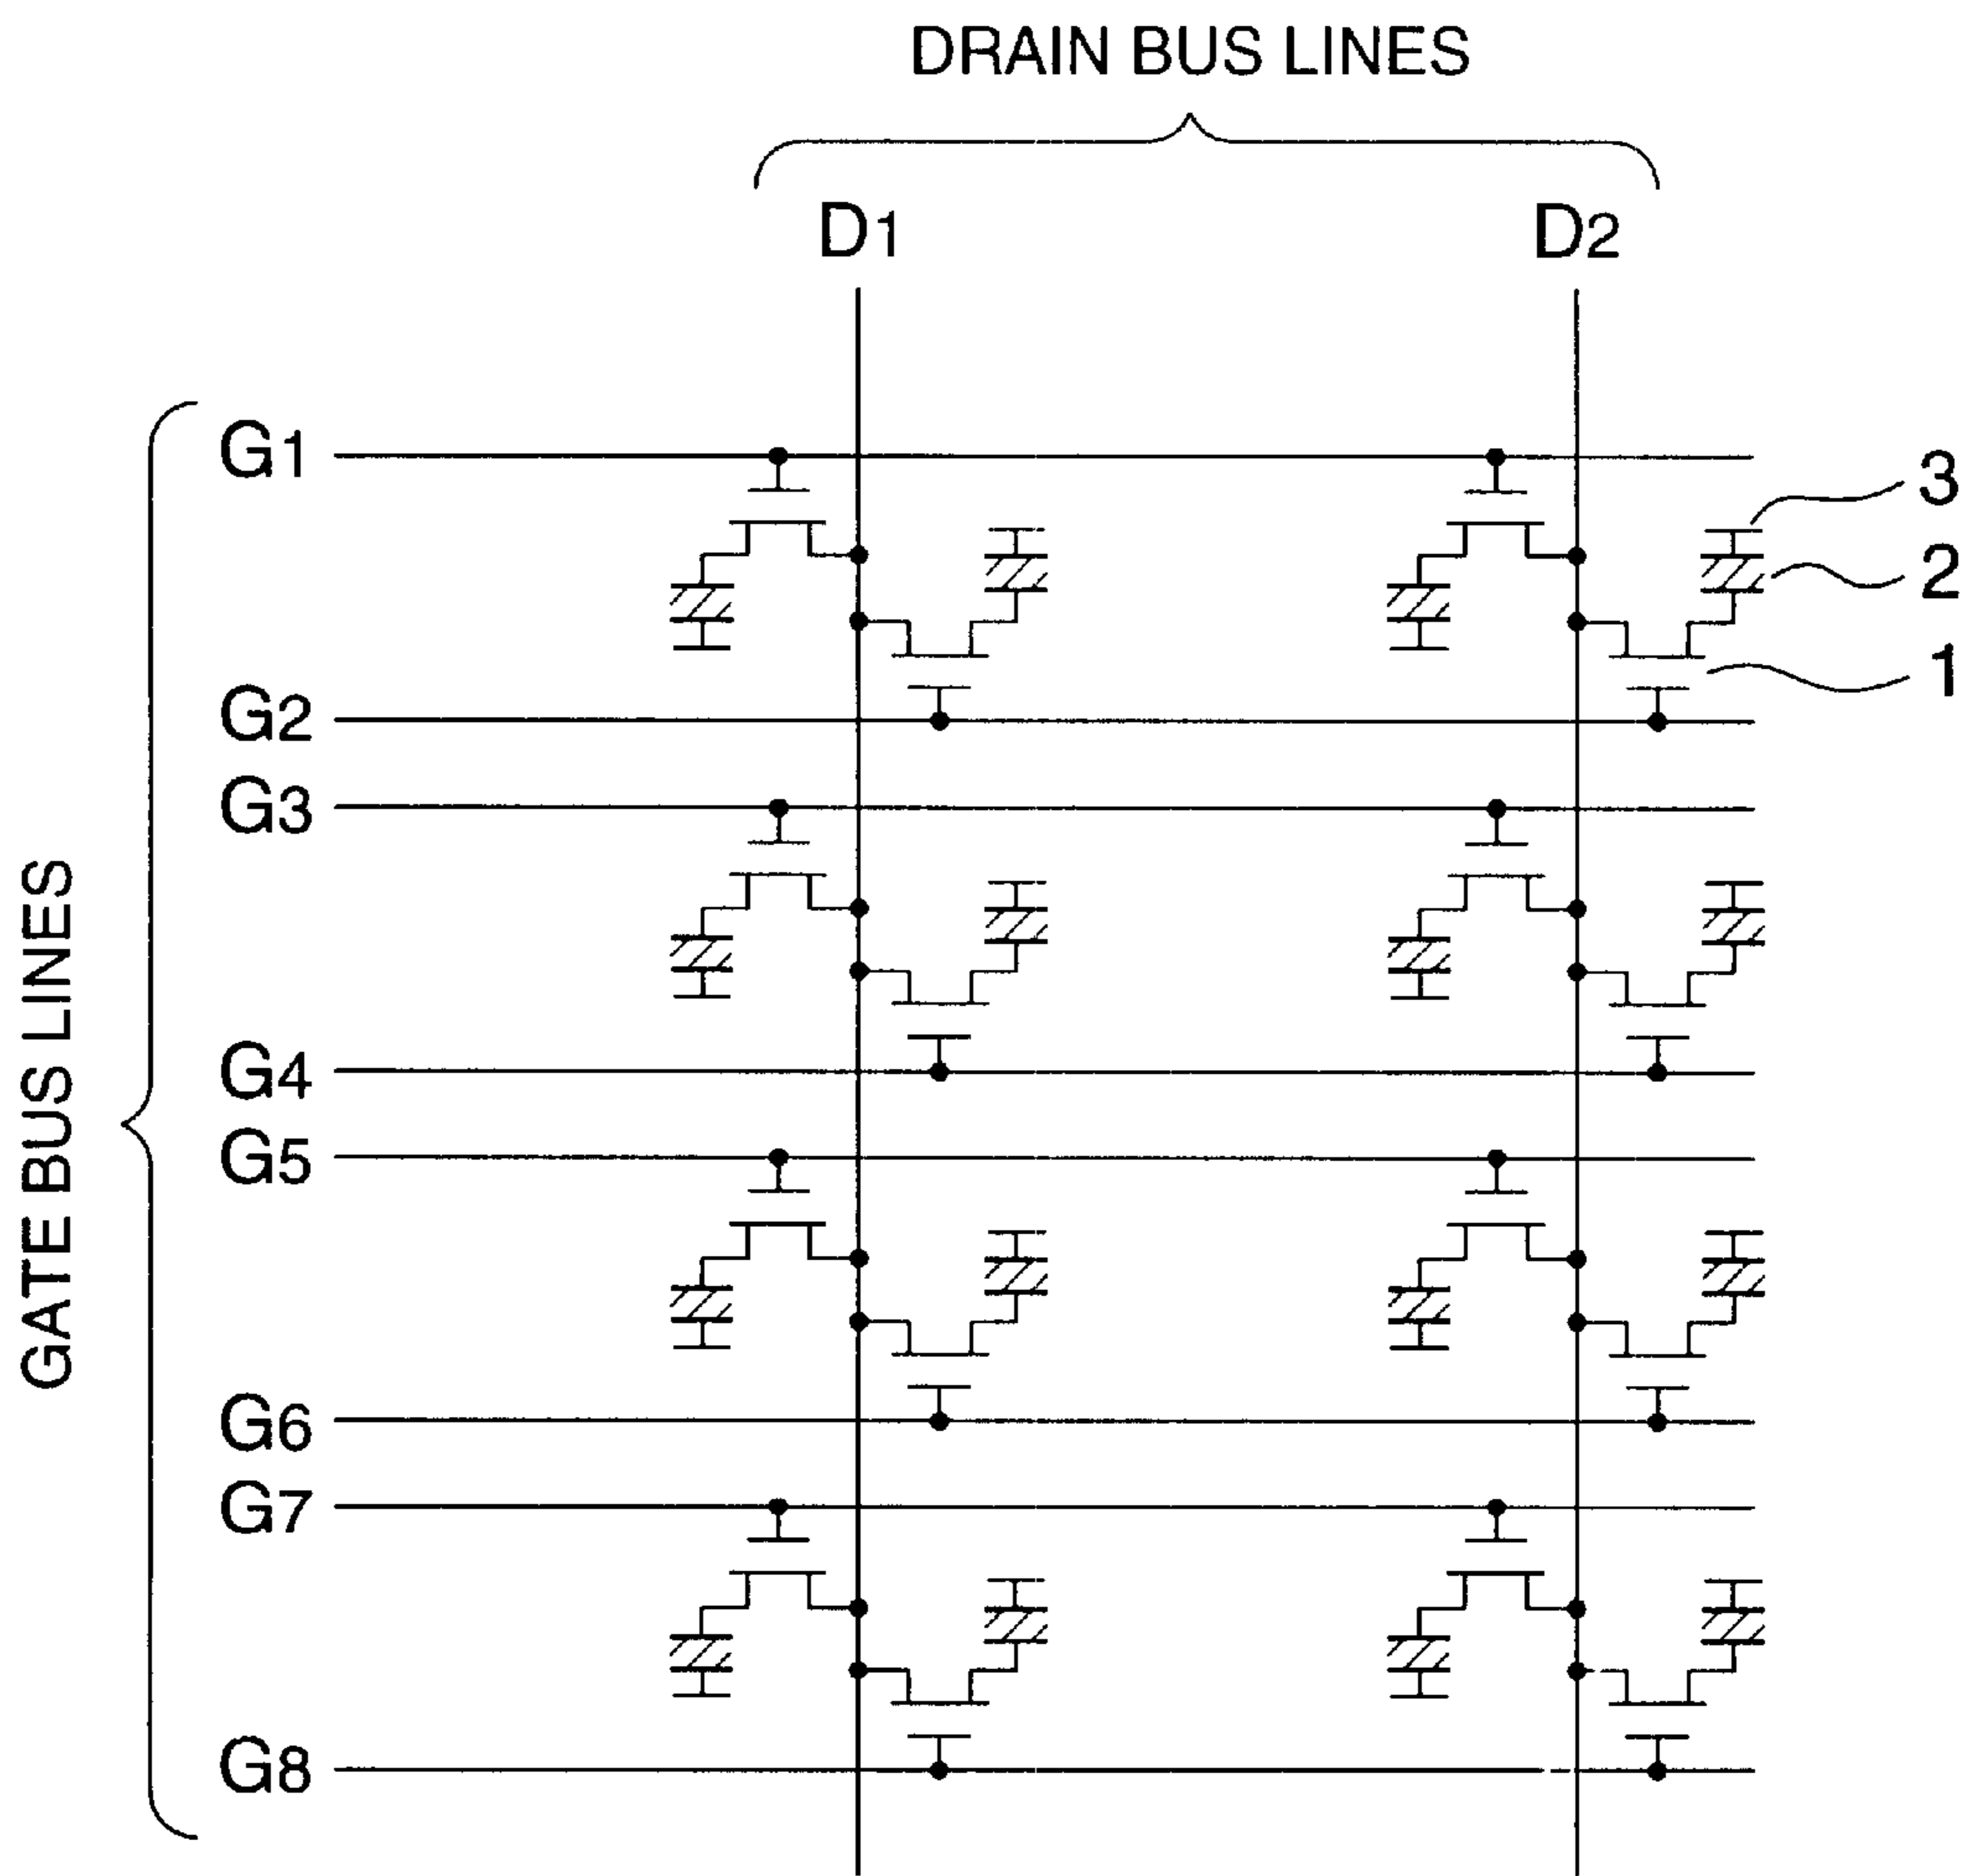 DRAIN BUS LINES
D1
D2
G1
3
2
1
G2
G3
GATE BUS LINES
G4
G5
G6
G7
G8